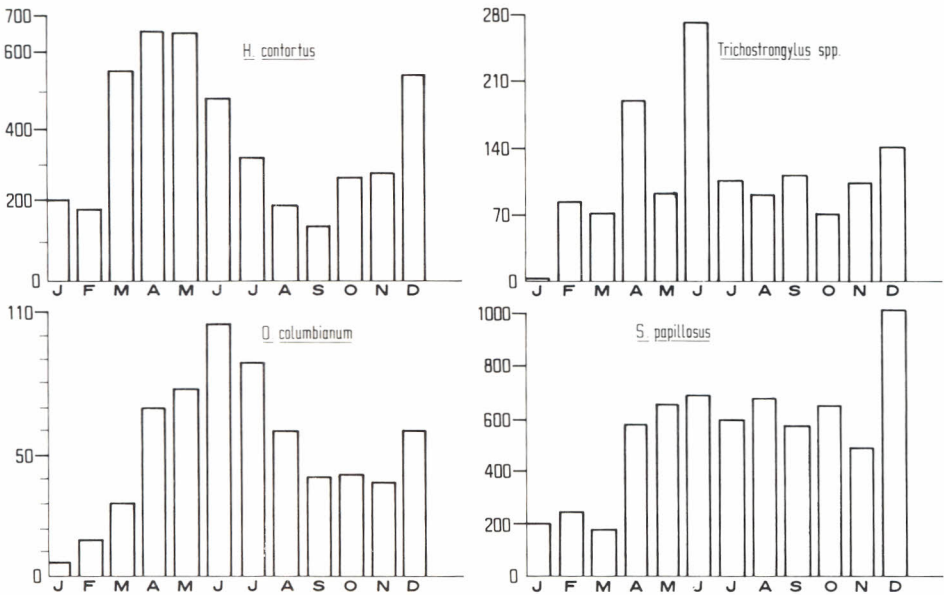 H. contortus
700
600
400
200
0
J F M A M J J A S O N D
Trichostrongylus spp.
280
210
140
70
0
J F M A M J J A S O N D
O. columbianum
110
50
0
J F M A M J J A S O N D
S. papillosus
1000
800
600
400
200
0
J F M A M J J A S O N D